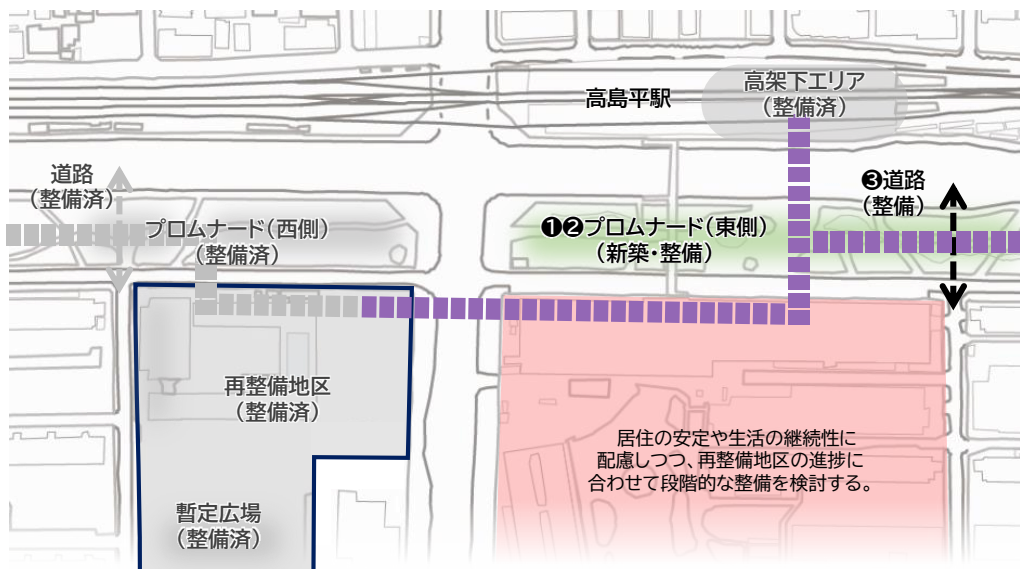 高島平駅
高架下エリア
（整備済）
道路
（整備済）
❸道路
（整備）
プロムナード（西側）
（整備済）
❶❷プロムナード（東側）
（新築・整備）
再整備地区
（整備済）
居住の安定や生活の継続性に
配慮しつつ、再整備地区の進捗に
合わせて段階的な整備を検討する。
暫定広場
（整備済）